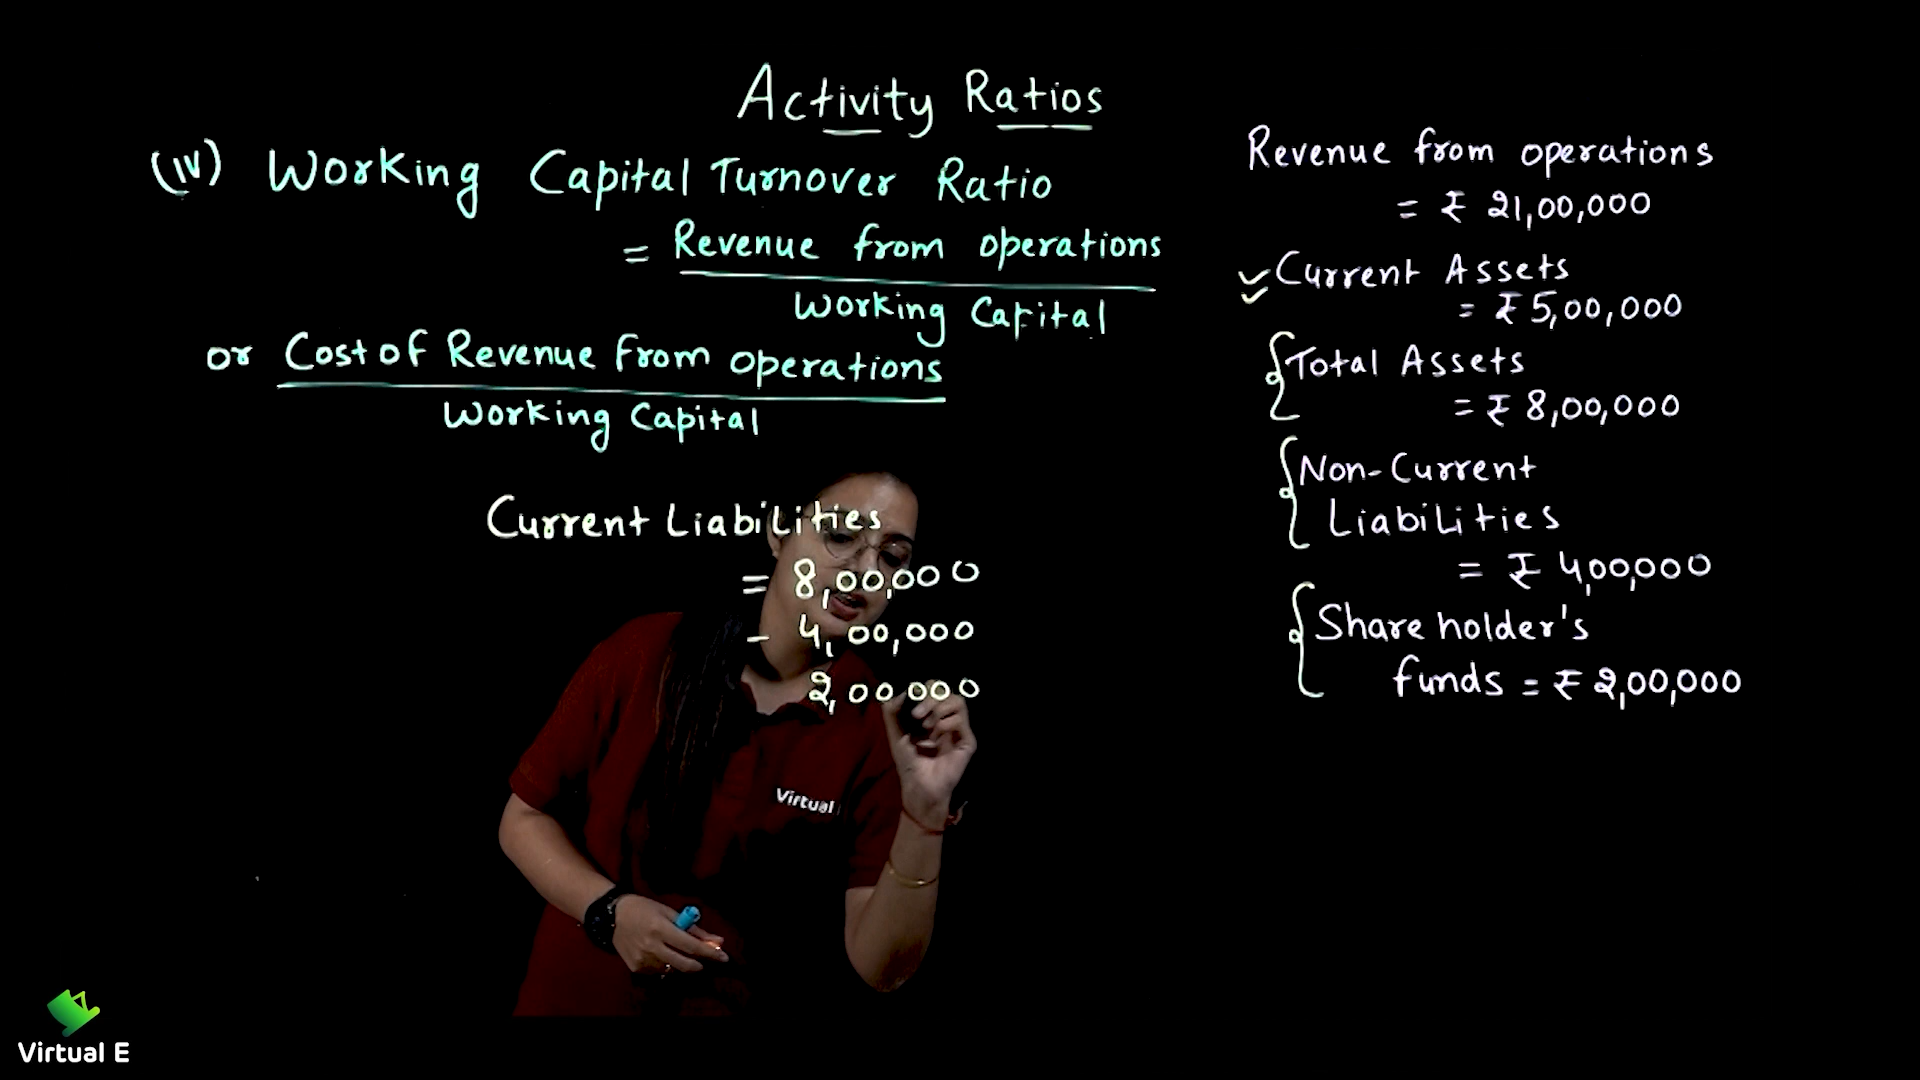 Activity Ratios
(iv) Working Capital Turnover Ratio
= Revenue from operations
Working Capital
or Cost of Revenue from operations
Working Capital
Current Liabilities
= 8,00,000
- 4,00,000
2,00,000
Revenue from operations
= ₹ 21,00,000
Current Assets
= ₹ 5,00,000
Total Assets
= ₹ 8,00,000
Non-Current
Liabilities
= ₹ 4,00,000
Share holder's
funds = ₹ 2,00,000
Virtual
Virtual E